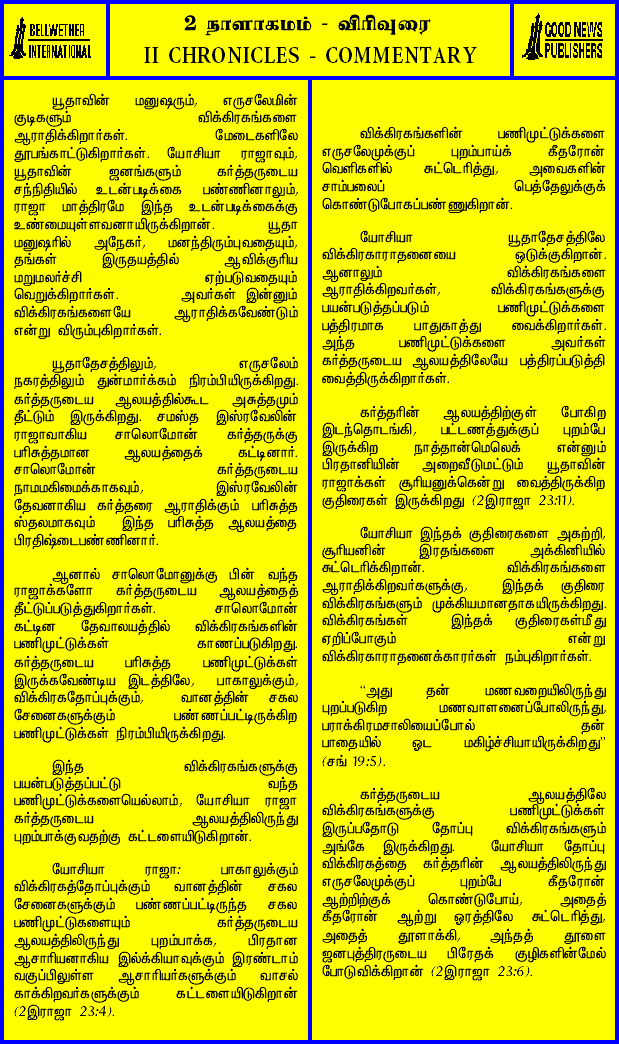 BELLWETHER
INTERNATIONAL
2 நாளாகமம் - விரிவுரை
II CHRONICLES - COMMENTARY
GOOD NEWS
PUBLISHERS
யூதாவின் மனுஷரும், எருசலேமின்
குடிகளும் விக்கிரகங்களை
ஆராதிக்கிறார்கள். மேடைகளிலே
தூபங்காட்டுகிறார்கள். யோசியா ராஜாவும்,
யூதாவின் ஜனங்களும் கர்த்தருடைய
சந்நிதியில் உடன்படிக்கை பண்ணினாலும்,
ராஜா மாத்திரமே இந்த உடன்படிக்கைக்கு
உண்மையுள்ளவனாயிருக்கிறான். யூதா
மனுஷரில் அநேகர், மனந்திரும்புவதையும்,
தங்கள் இருதயத்தில் ஆவிக்குரிய
மறுமலர்ச்சி ஏற்படுவதையும்
வெறுக்கிறார்கள். அவர்கள் இன்னும்
விக்கிரகங்களையே ஆராதிக்கவேண்டும்
என்று விரும்புகிறார்கள்.
யூதாதேசத்திலும், எருசலேம்
நகரத்திலும் துன்மார்க்கம் நிரம்பியிருக்கிறது.
கர்த்தருடைய ஆலயத்தில்கூட அசுத்தமும்
தீட்டும் இருக்கிறது. சமஸ்த இஸ்ரவேலின்
ராஜாவாகிய சாலொமோன் கர்த்தருக்கு
பரிசுத்தமான ஆலயத்தைக் கட்டினார்.
சாலொமோன் கர்த்தருடைய
நாமமகிமைக்காகவும், இஸ்ரவேலின்
தேவனாகிய கர்த்தரை ஆராதிக்கும் பரிசுத்த
ஸ்தலமாகவும் இந்த பரிசுத்த ஆலயத்தை
பிரதிஷ்டைபண்ணினார்.
ஆனால் சாலொமோனுக்கு பின் வந்த
ராஜாக்களோ கர்த்தருடைய ஆலயத்தைத்
தீட்டுப்படுத்துகிறார்கள். சாலொமோன்
கட்டின தேவாலயத்தில் விக்கிரகங்களின்
பணிமுட்டுக்கள் காணப்படுகிறது.
கர்த்தருடைய பரிசுத்த பணிமுட்டுக்கள்
இருக்கவேண்டிய இடத்திலே, பாகாலுக்கும்,
விக்கிரகதோப்புக்கும், வானத்தின் சகல
சேனைகளுக்கும் பண்ணப்பட்டிருக்கிற
பணிமுட்டுக்கள் நிரம்பியிருக்கிறது.
இந்த விக்கிரகங்களுக்கு
பயன்படுத்தப்பட்டு வந்த
பணிமுட்டுக்களையெல்லாம், யோசியா ராஜா
கர்த்தருடைய ஆலயத்திலிருந்து
புறம்பாக்குவதற்கு கட்டளையிடுகிறான்.
யோசியா ராஜா: பாகாலுக்கும்
விக்கிரகத்தோப்புக்கும் வானத்தின் சகல
சேனைகளுக்கும் பண்ணப்பட்டிருந்த சகல
பணிமுட்டுகளையும் கர்த்தருடைய
ஆலயத்திலிருந்து புறம்பாக்க, பிரதான
ஆசாரியனாகிய இல்க்கியாவுக்கும் இரண்டாம்
வகுப்பிலுள்ள ஆசாரியர்களுக்கும் வாசல்
காக்கிறவர்களுக்கும் கட்டளையிடுகிறான்
(2இராஜா 23:4).
விக்கிரகங்களின் பணிமுட்டுக்களை
எருசலேமுக்குப் புறம்பாய்க் கீதரோன்
வெளிகளில் சுட்டெரித்து, அவைகளின்
சாம்பலைப் பெத்தேலுக்குக்
கொண்டுபோகப்பண்ணுகிறான்.
யோசியா யூதாதேசத்திலே
விக்கிரகாராதனையை ஒடுக்குகிறான்.
ஆனாலும் விக்கிரகங்களை
ஆராதிக்கிறவர்கள், விக்கிரகங்களுக்கு
பயன்படுத்தப்படும் பணிமுட்டுக்களை
பத்திரமாக பாதுகாத்து வைக்கிறார்கள்.
அந்த பணிமுட்டுக்களை அவர்கள்
கர்த்தருடைய ஆலயத்திலேயே பத்திரப்படுத்தி
வைத்திருக்கிறார்கள்.
கர்த்தரின் ஆலயத்திற்குள் போகிற
இடந்தொடங்கி, பட்டணத்துக்குப் புறம்பே
இருக்கிற நாத்தான்மெலெக் என்னும்
பிரதானியின் அறைவீடுமட்டும் யூதாவின்
ராஜாக்கள் சூரியனுக்கென்று வைத்திருக்கிற
குதிரைகள் இருக்கிறது (2இராஜா 23:11).
யோசியா இந்தக் குதிரைகளை அகற்றி,
சூரியனின் இரதங்களை அக்கினியில்
சுட்டெரிக்கிறான். விக்கிரகங்களை
ஆராதிக்கிறவர்களுக்கு, இந்தக் குதிரை
விக்கிரகங்களும் முக்கியமானதாகயிருக்கிறது.
விக்கிரகங்கள் இந்தக் குதிரைகள்மீது
ஏறிப்போகும் என்று
விக்கிரகாராதனைக்காரர்கள் நம்புகிறார்கள்.
"அது தன் மணவறையிலிருந்து
புறப்படுகிற மணவாளனைப்போலிருந்து,
பராக்கிரமசாலியைப்போல் தன்
பாதையில் ஓட மகிழ்ச்சியாயிருக்கிறது"
(சங் 19:5).
கர்த்தருடைய ஆலயத்திலே
விக்கிரகங்களுக்கு பணிமுட்டுக்கள்
இருப்பதோடு தோப்பு விக்கிரகங்களும்
அங்கே இருக்கிறது. யோசியா தோப்பு
விக்கிரகத்தை கர்த்தரின் ஆலயத்திலிருந்து
எருசலேமுக்குப் புறம்பே கீதரோன்
ஆற்றிற்குக் கொண்டுபோய், அதைத்
கீதரோன் ஆற்று ஓரத்திலே சுட்டெரித்து,
அதைத் தூளாக்கி, அந்தத் தூளை
ஜனபுத்திரருடைய பிரேதக் குழிகளின்மேல்
போடுவிக்கிறான் (2இராஜா 23:6).